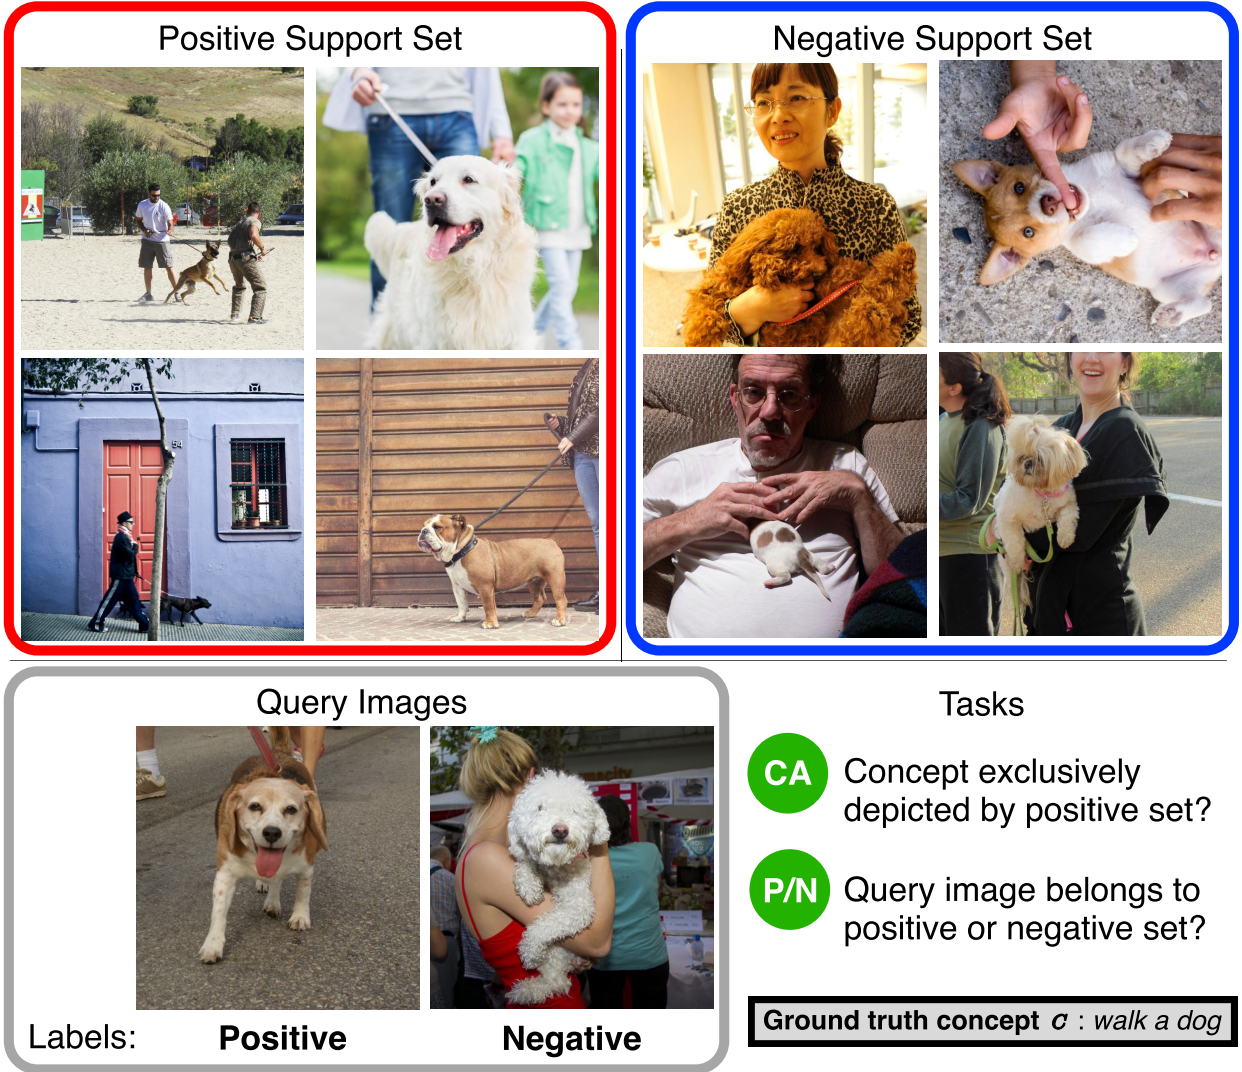 Positive Support Set
Negative Support Set
54
Query Images
Tasks
CA
Concept exclusively
depicted by positive set?
P/N
Query image belongs to
positive or negative set?
Labels:
Positive
Negative
Ground truth concept c : walk a dog